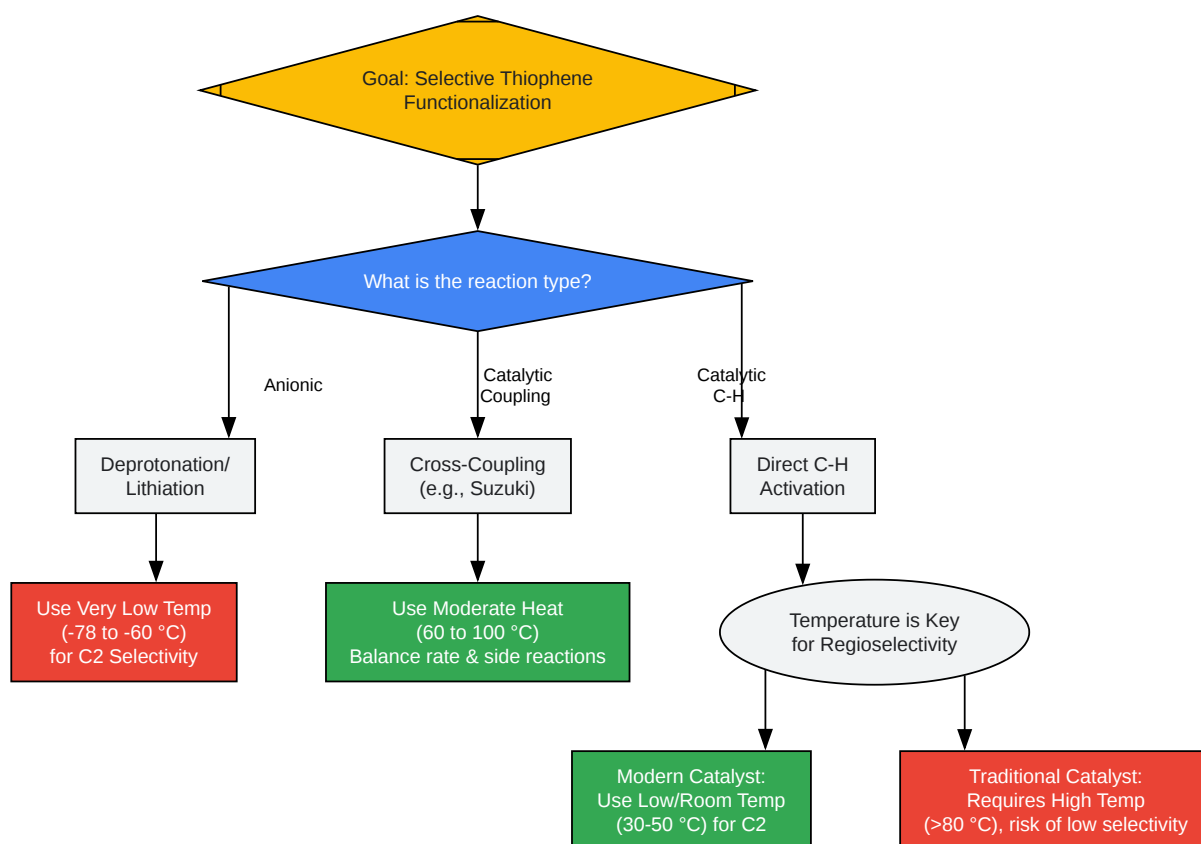 Goal: Selective Thiophene
Functionalization
What is the reaction type?
Anionic
Catalytic
Coupling
Catalytic
C-H
Deprotonation/
Lithiation
Cross-Coupling
(e.g., Suzuki)
Direct C-H
Activation
Use Very Low Temp
(-78 to -60 °C)
for C2 Selectivity
Use Moderate Heat
(60 to 100 °C)
Balance rate & side reactions
Temperature is Key
for Regioselectivity
Modern Catalyst:
Use Low/Room Temp
(30-50 °C) for C2
Traditional Catalyst:
Requires High Temp
(>80 °C), risk of low selectivity